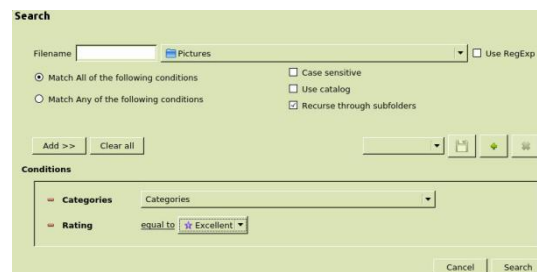 Search
Filename Pictures Use RegExp
Match All of the following conditions Case sensitive
Use catalog
Match Any of the following conditions Recurse through subfolders
Add >> Clear all
Conditions
Categories Categories
Rating equal to Excellent
Cancel Search